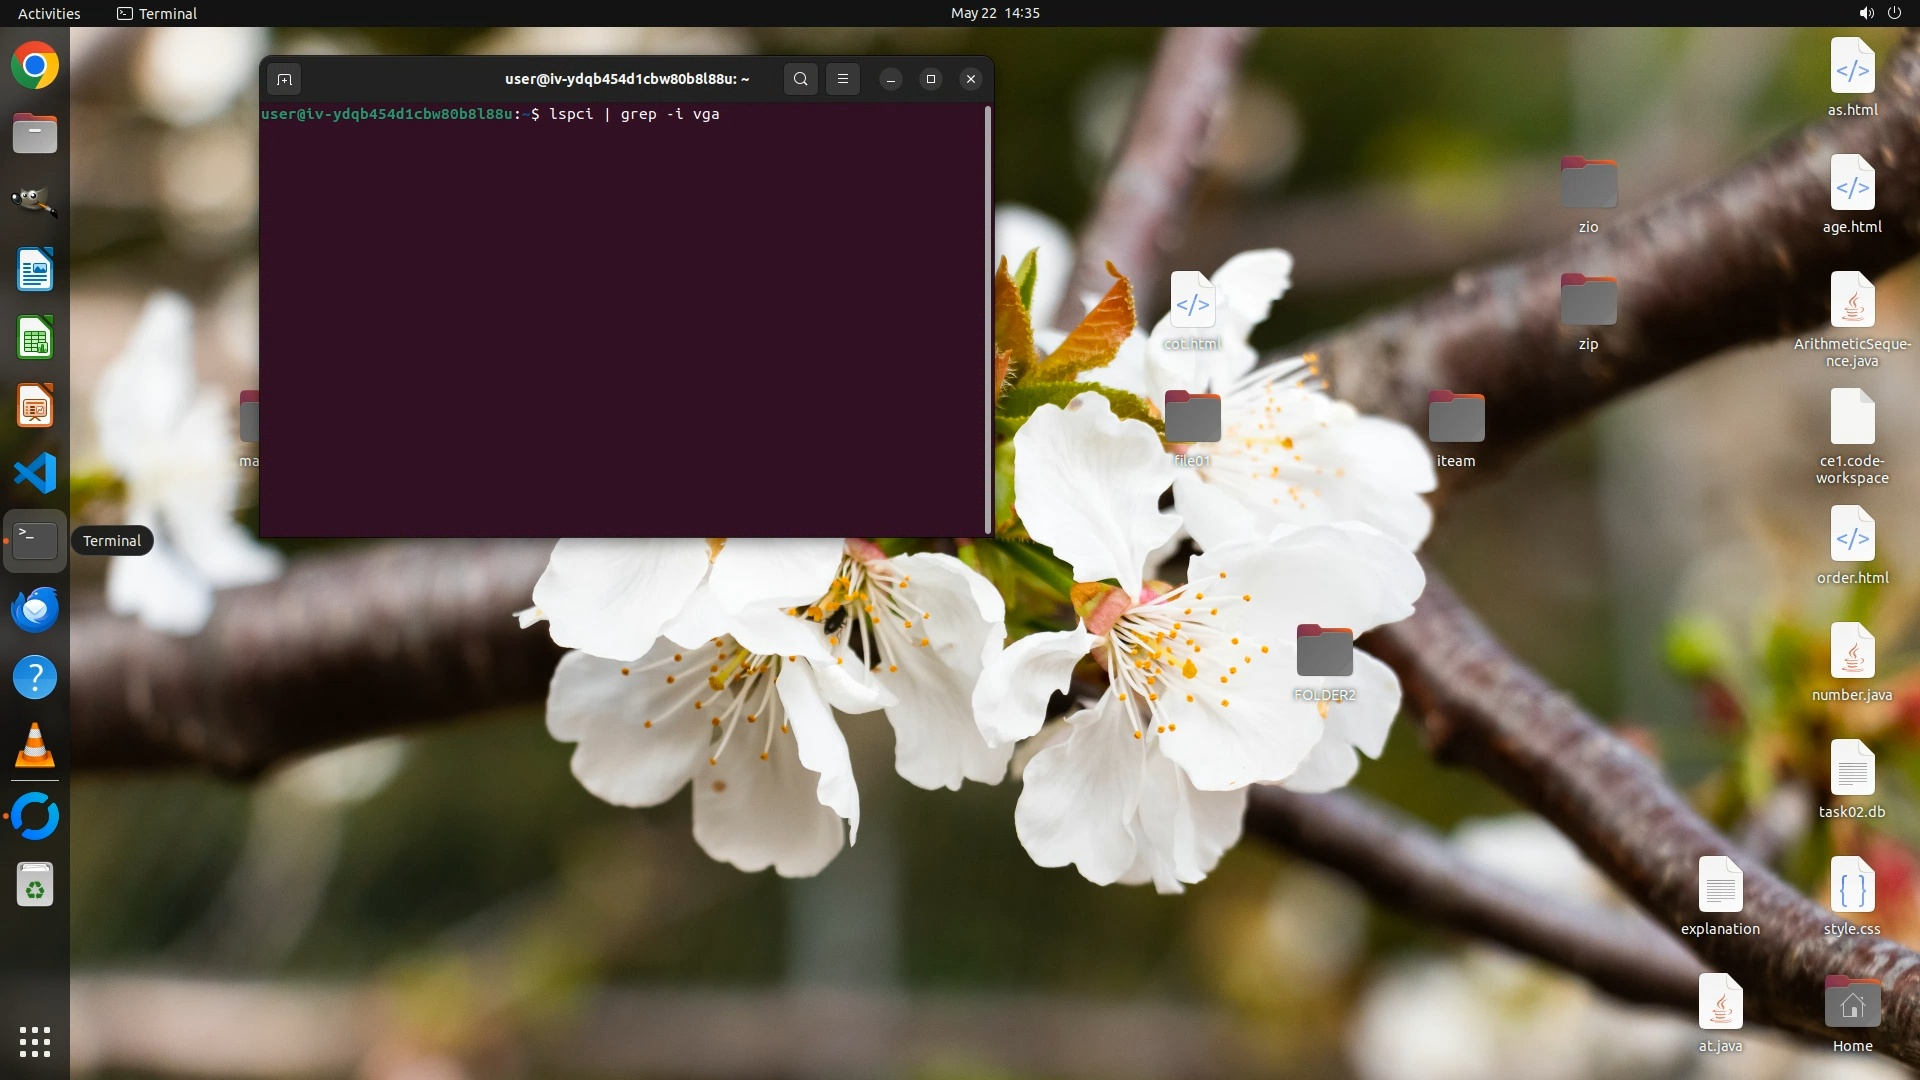 Activities
Terminal
May 22 14:35
user@iv-ydqb454d1cbw80b8l88u: ~
user@iv-ydqb454d1cbw80b8l88u:~$ lspci | grep -i vga
Terminal
ma
cot.html
file01
iteam
zio
zip
FOLDER2
explanation
at.java
as.html
age.html
ArithmeticSeque-
nce.java
ce1.code-
workspace
order.html
number.java
task02.db
style.css
Home